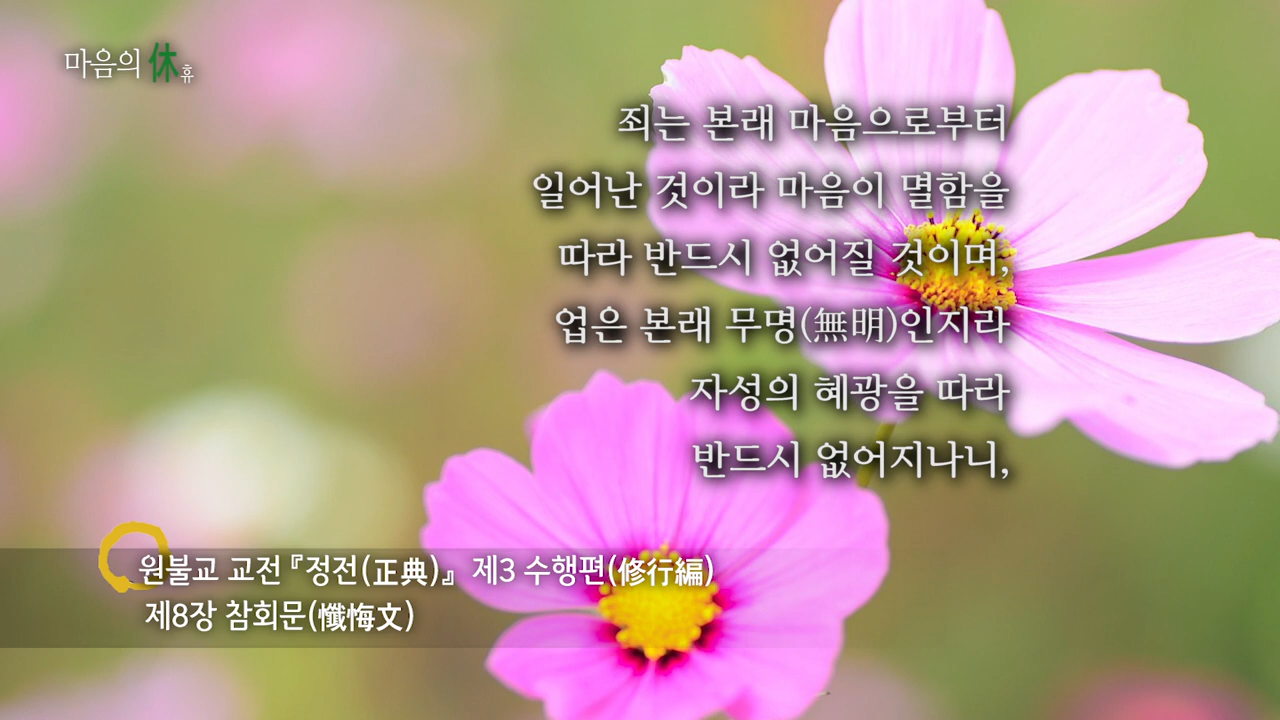 마음의 休 휴
죄는 본래 마음으로부터
일어난 것이라 마음이 멸함을
따라 반드시 없어질 것이며,
업은 본래 무명(無明)인지라
자성의 혜광을 따라
반드시 없어지나니,
원불교 교전 『정전(正典)』 제3 수행편(修行編)
제8장 참회문(懺悔文)